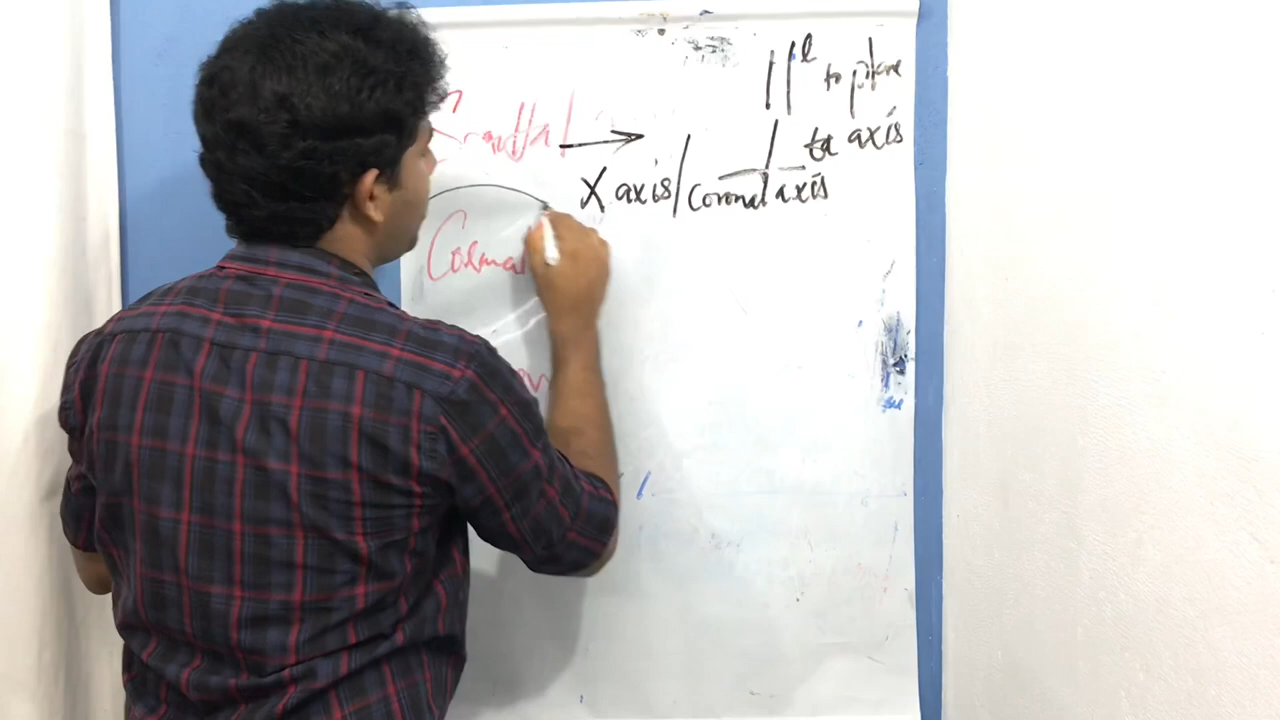 ||l to plane
Sagittal → ⊥ to axis
X axis/coronal axis
Coronal